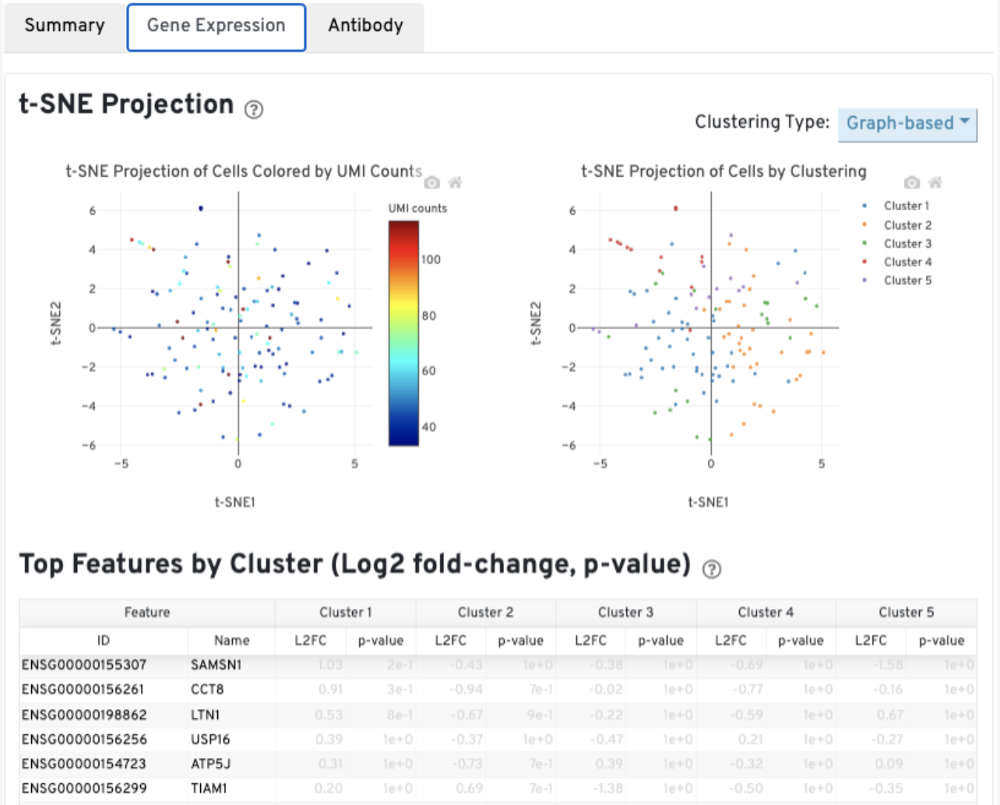 Summary Gene Expression Antibody
t-SNE Projection ?
Clustering Type: Graph-based
t-SNE Projection of Cells Colored by UMI Counts
t-SNE Projection of Cells by Clustering
UMI counts
100
80
60
40
6
4
2
0
−2
−4
−6
−5 0 5
t-SNE2
t-SNE1
6
4
2
0
−2
−4
−6
−5 0 5
t-SNE2
t-SNE1
Cluster 1
Cluster 2
Cluster 3
Cluster 4
Cluster 5
Top Features by Cluster (Log2 fold-change, p-value) ?
Feature Cluster 1 Cluster 2 Cluster 3 Cluster 4 Cluster 5
ID Name L2FC p-value L2FC p-value L2FC p-value L2FC p-value L2FC p-value
ENSG00000155307 SAMSN1 1.03 2e-1 -0.43 1e+0 -0.38 1e+0 -0.69 1e+0 -1.58 1e+0
ENSG00000156261 CCT8 0.91 3e-1 -0.94 7e-1 -0.02 1e+0 -0.77 1e+0 -0.16 1e+0
ENSG00000198862 LTN1 0.53 8e-1 -0.67 9e-1 -0.22 1e+0 -0.59 1e+0 0.67 1e+0
ENSG00000156256 USP16 0.39 1e+0 -0.37 1e+0 -0.47 1e+0 0.21 1e+0 -0.27 1e+0
ENSG00000154723 ATP5J 0.31 1e+0 -0.73 7e-1 0.39 1e+0 -0.32 1e+0 0.09 1e+0
ENSG00000156299 TIAM1 0.20 1e+0 0.69 7e-1 -1.38 1e+0 -0.50 1e+0 -0.35 1e+0